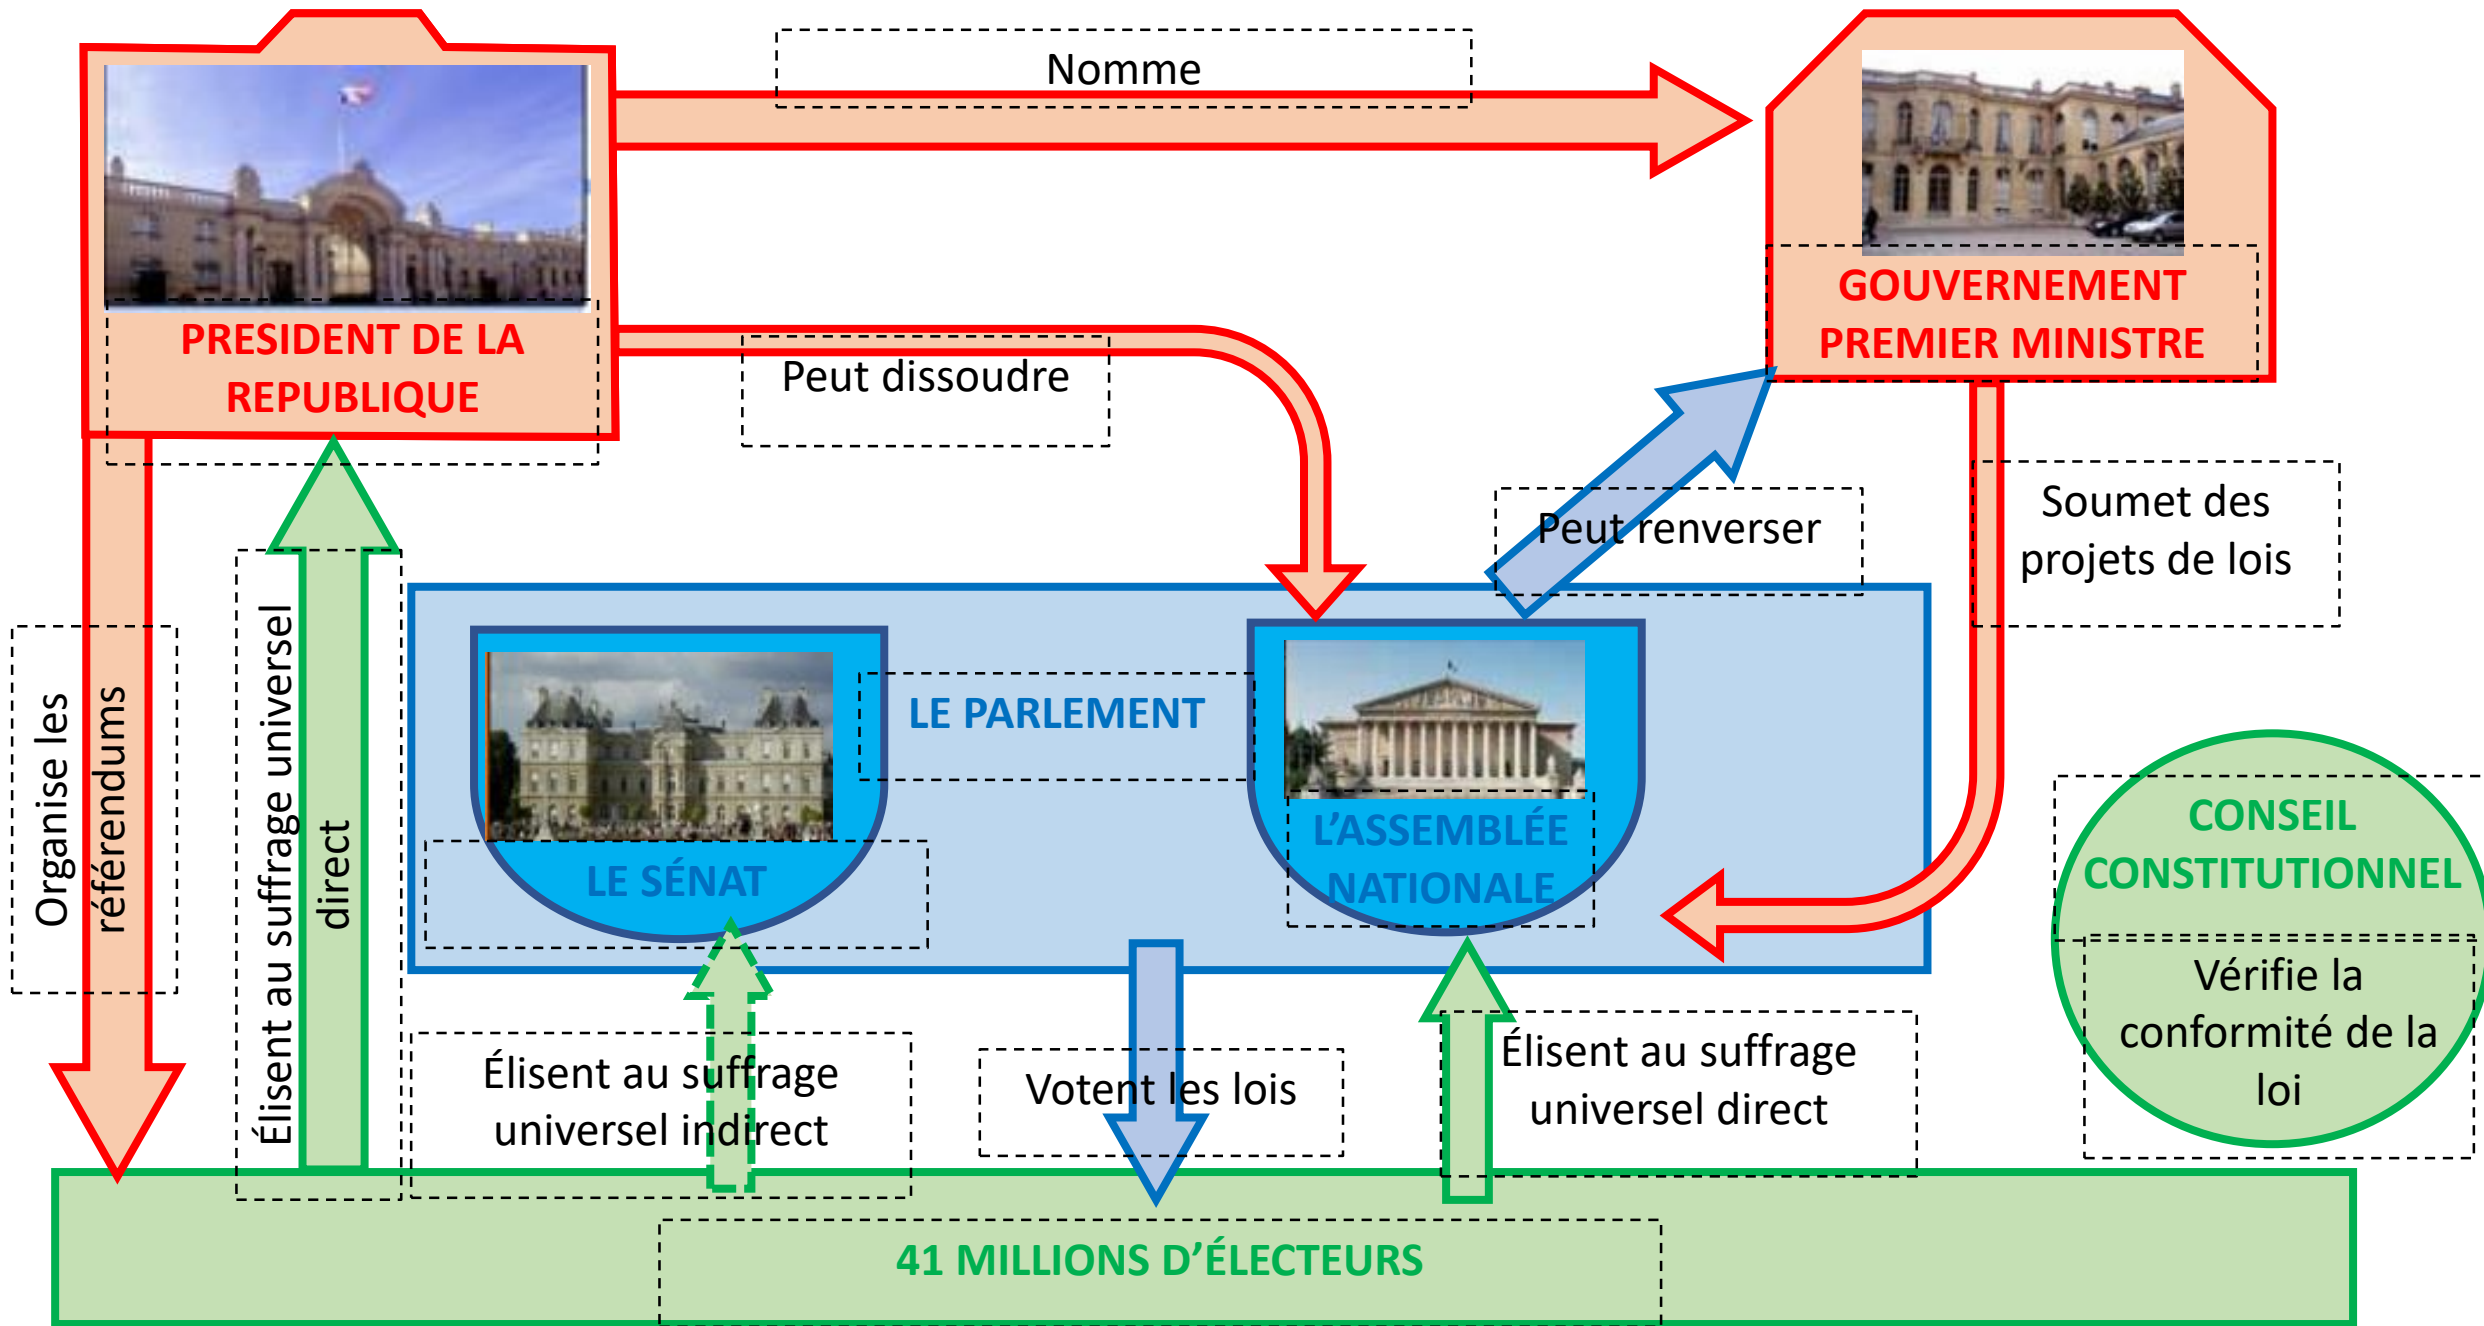 Nomme
PRESIDENT DE LA
REPUBLIQUE
GOUVERNEMENT
PREMIER MINISTRE
Peut dissoudre
Peut renverser
Soumet des
projets de lois
Organise les
référendums
Élisent au suffrage universel
direct
LE PARLEMENT
LE SÉNAT
L’ASSEMBLÉE
NATIONALE
CONSEIL
CONSTITUTIONNEL
Vérifie la
conformité de la
loi
Élisent au suffrage
universel indirect
Votent les lois
Élisent au suffrage
universel direct
41 MILLIONS D’ÉLECTEURS